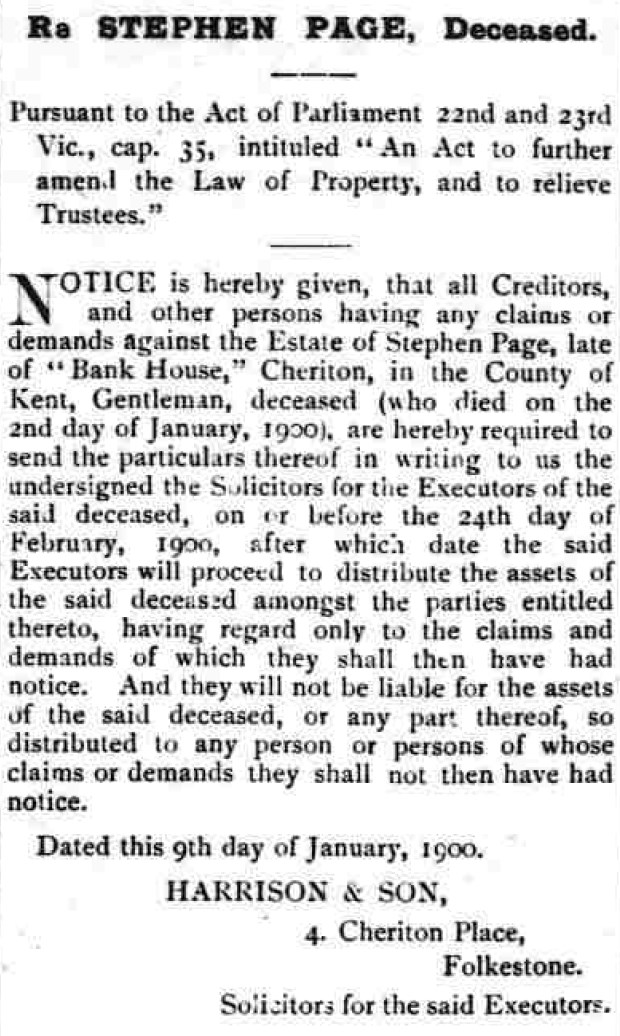 Re STEPHEN PAGE, Deceased.
Pursuant to the Act of Parliament 22nd and 23rd
Vic., cap. 35, intituled "An Act to further
amend the Law of Property, and to relieve
Trustees."
NOTICE is hereby given, that all Creditors,
and other persons having any claims or
demands against the Estate of Stephen Page, late
of "Bank House," Cheriton, in the County of
Kent, Gentleman, deceased (who died on the
2nd day of January, 1900), are hereby required to
send the particulars thereof in writing to us the
undersigned the Solicitors for the Executors of the
said deceased, on or before the 24th day of
February, 1900, after which date the said
Executors will proceed to distribute the assets of
the said deceased amongst the parties entitled
thereto, having regard only to the claims and
demands of which they shall then have had
notice. And they will not be liable for the assets
of the said deceased, or any part thereof, so
distributed to any person or persons of whose
claims or demands they shall not then have had
notice.
Dated this 9th day of January, 1900.
HARRISON & SON,
4. Cheriton Place,
Folkestone.
Solicitors for the said Executors.